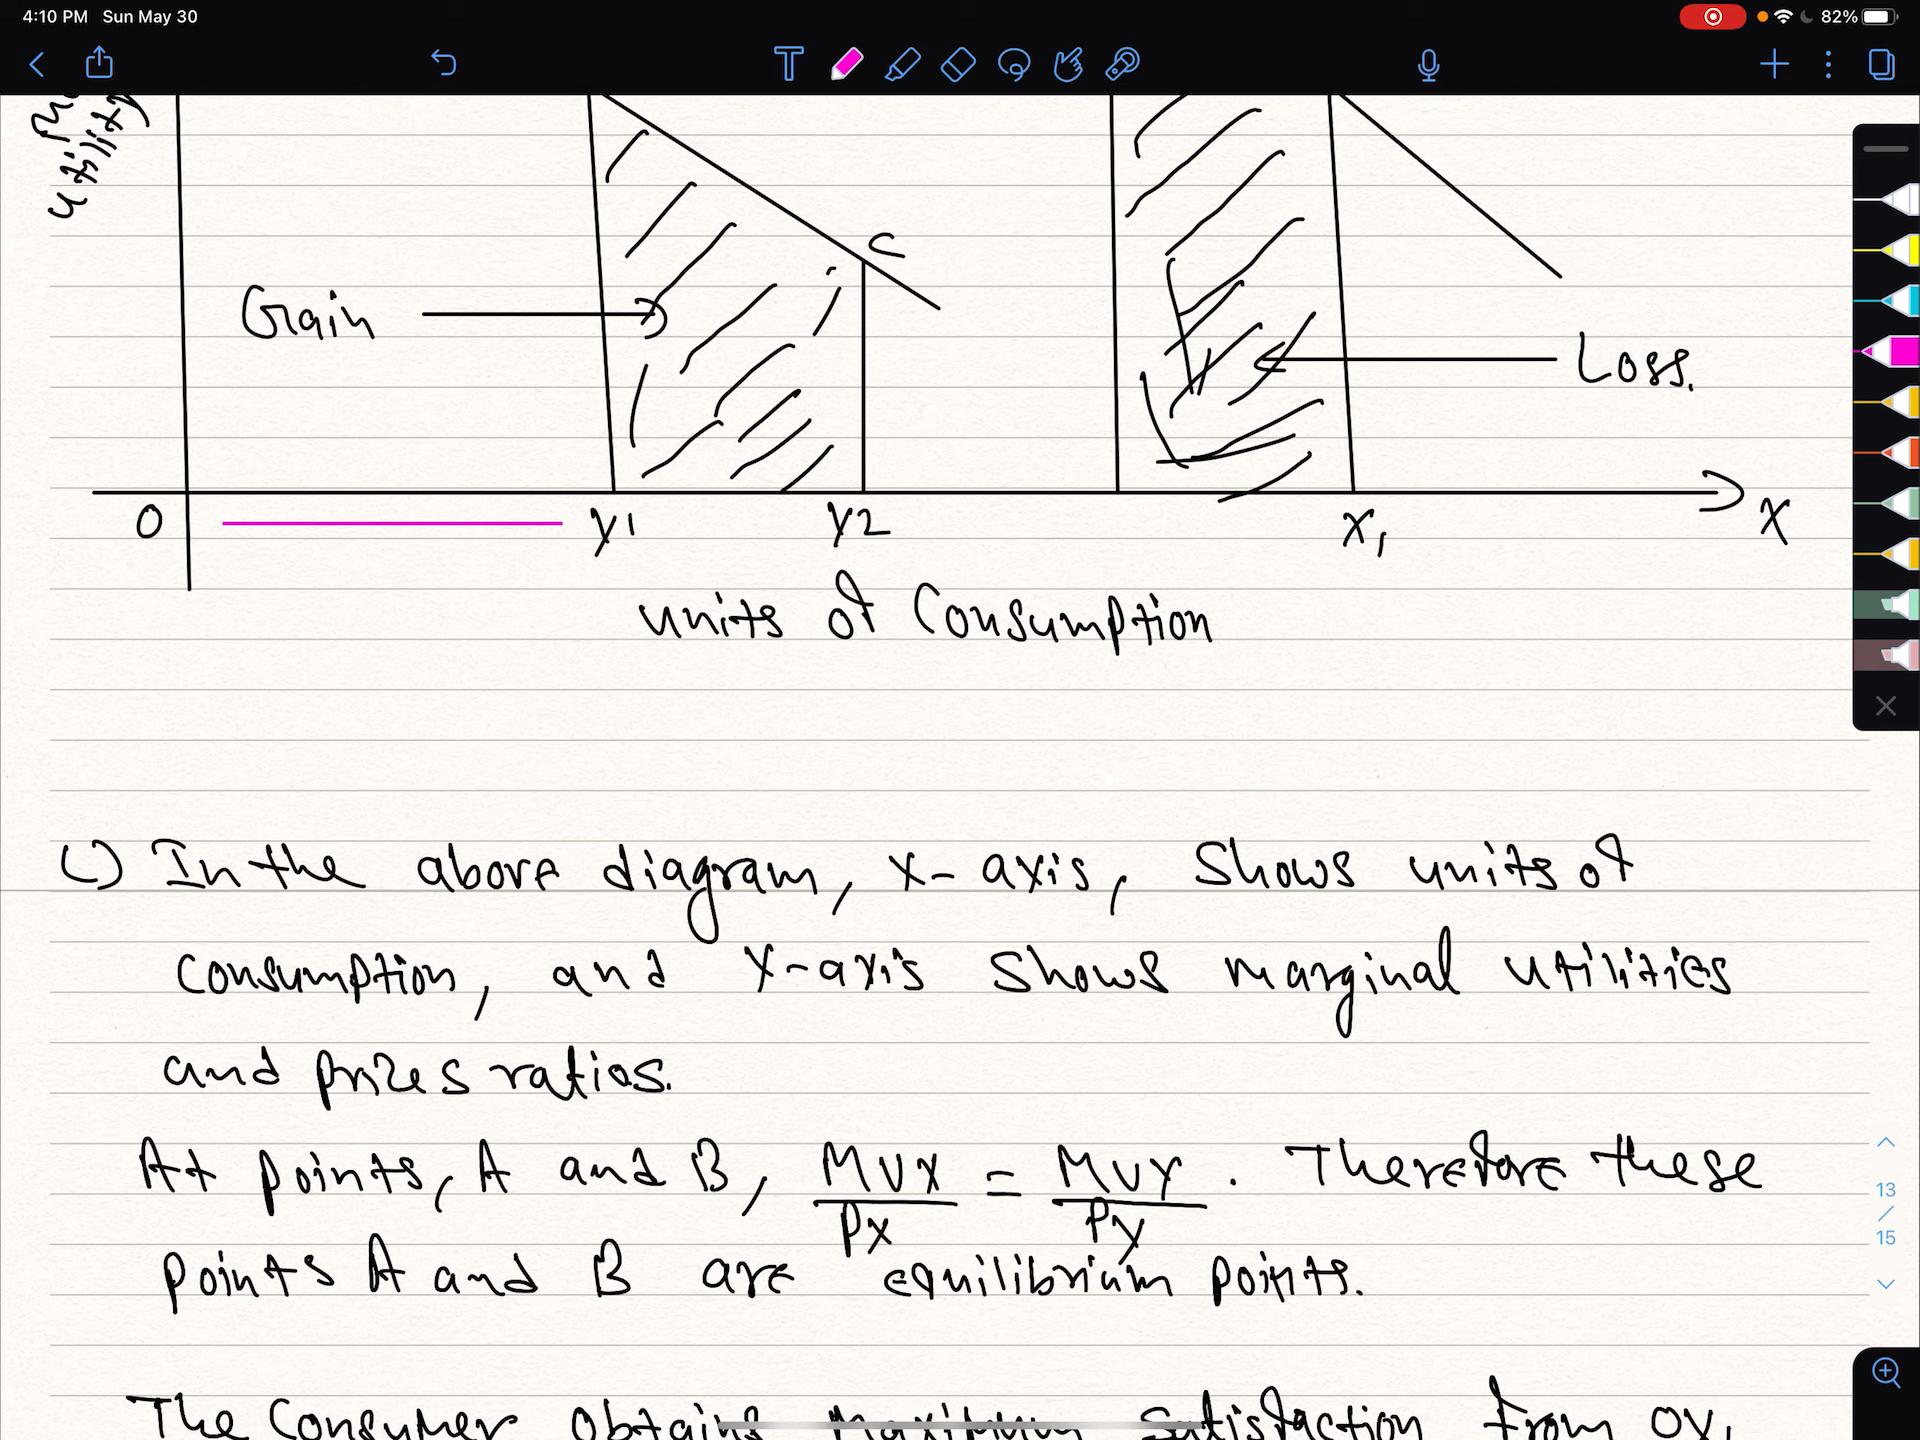 4:10 PM Sun May 30
82%
utility
C
Gain
Loss.
0 Y1 Y2 X1 X
units of Consumption
c) In the above diagram, X-axis, Shows units of
Consumption, and Y-axis Shows marginal utilities
and prizes ratios.
At points, A and B, MUX/PX = MUY/PY. Therefore these
points A and B are equilibrium points.
The Consumer obtains Maximum Satisfaction from OX,
13
/
15